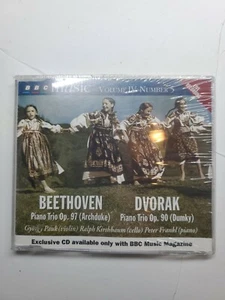 BBC MUSIC VOLUME IV NUMBER 5
BEETHOVEN
Piano Trio Op. 97 (Archduke)
DVORAK
Piano Trio Op. 90 (Dumky)
György Pauk (violin) Ralph Kirshbaum (cello) Peter Frankl (piano)
Exclusive CD available only with BBC Music Magazine